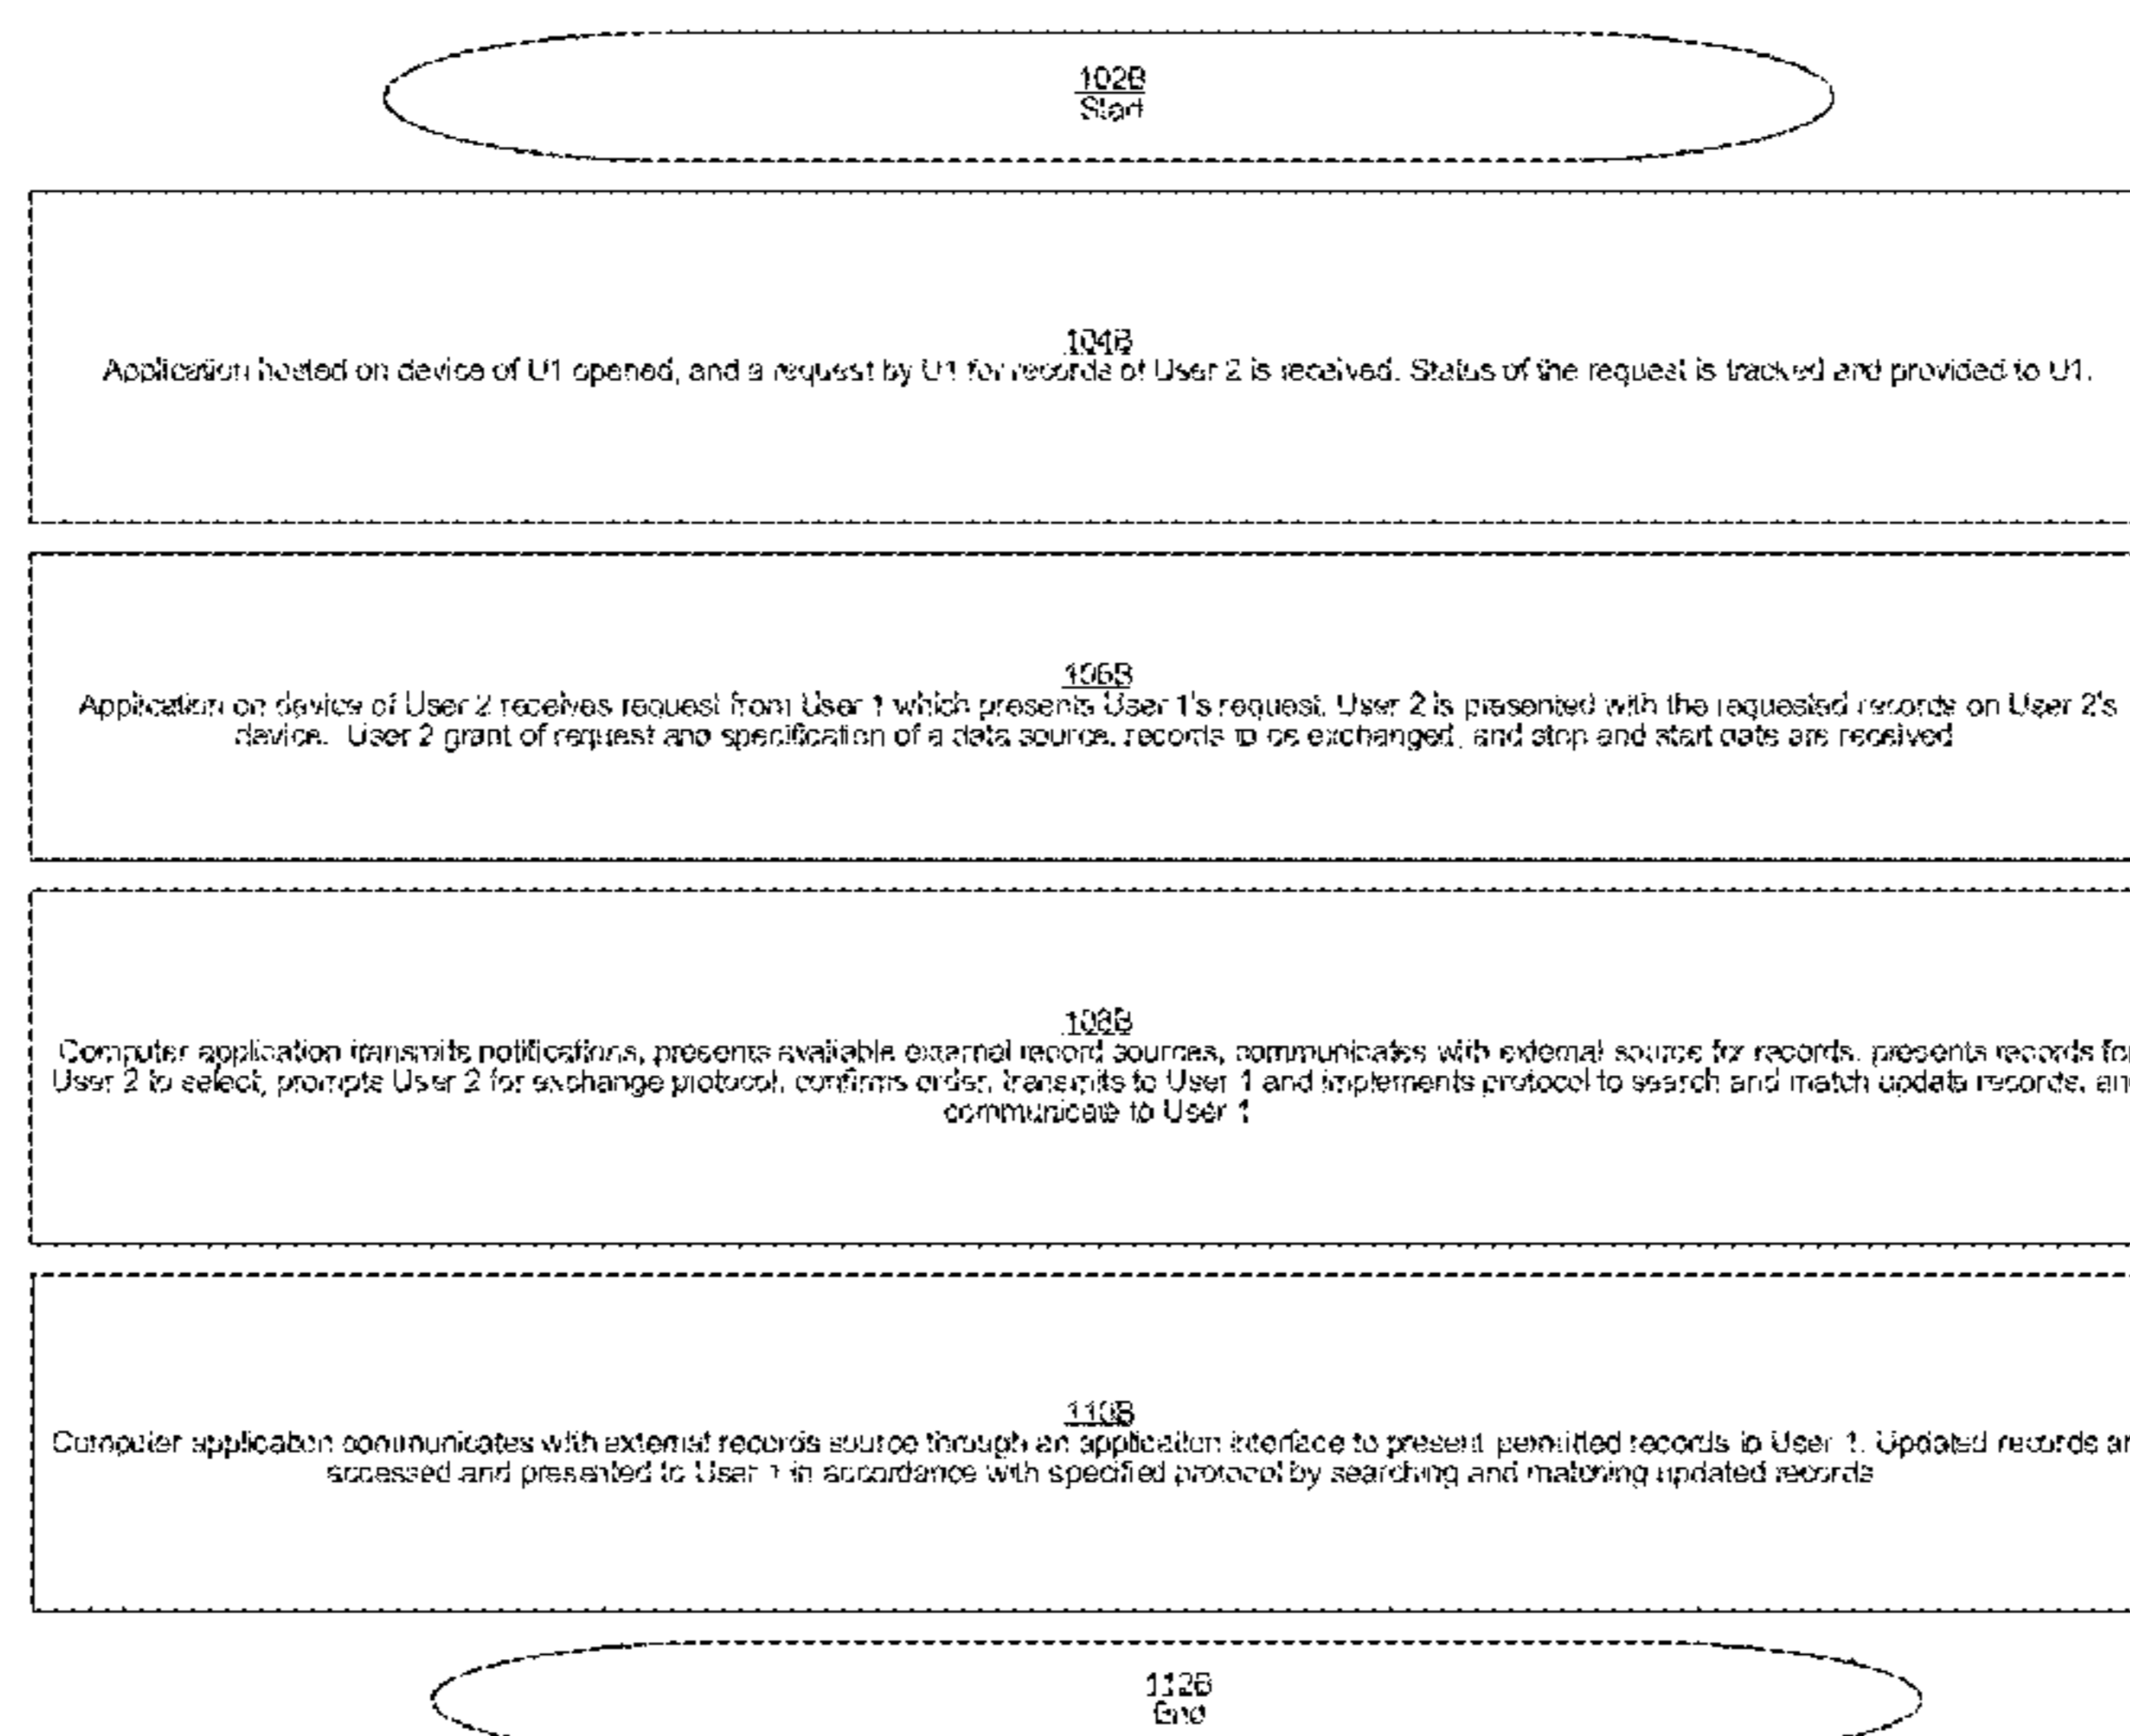 102B
Start
104B
Application hosted on device of U1 opened, and a request by U1 for records of User 2 is received. Status of the request is tracked and provided to U1.
106B
Application on device of User 2 receives request from User 1 which presents User 1's request. User 2 is presented with the requested records on User 2's
device. User 2 grant of request and specification of a data source, records to be exchanged, and stop and start date are received
108B
Computer application transmits notifications, presents available external record sources, communicates with external source for records, presents records for
User 2 to select, prompts User 2 for exchange protocol, confirms order, transmits to User 1 and implements protocol to search and match update records, an
communicate to User 1
110B
Computer application communicates with external records source through an application interface to present permitted records to User 1. Updated records ar
accessed and presented to User 1 in accordance with specified protocol by searching and matching updated records
112B
End